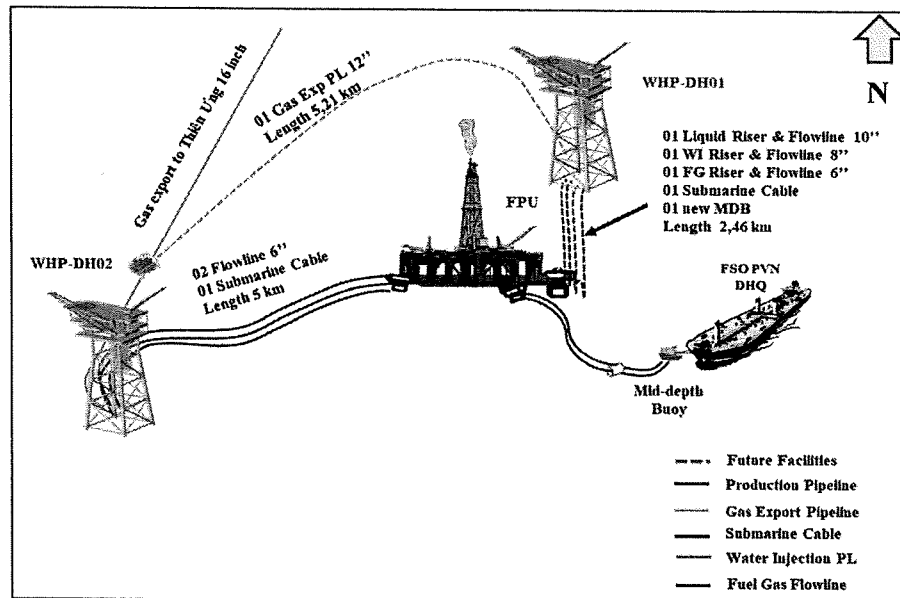 N
WHP-DH01
Gas export to Thiên Ưng 16 inch
01 Gas Exp PL 12’’
Length 5,21 km
01 Liquid Riser & Flowline 10’’
01 WI Riser & Flowline 8’’
01 FG Riser & Flowline 6’’
01 Submarine Cable
01 new MDB
Length 2,46 km
FPU
WHP-DH02
02 Flowline 6’’
01 Submarine Cable
Length 5 km
FSO PVN
DHQ
Mid-depth
Buoy
Future Facilities
Production Pipeline
Gas Export Pipeline
Submarine Cable
Water Injection PL
Fuel Gas Flowline